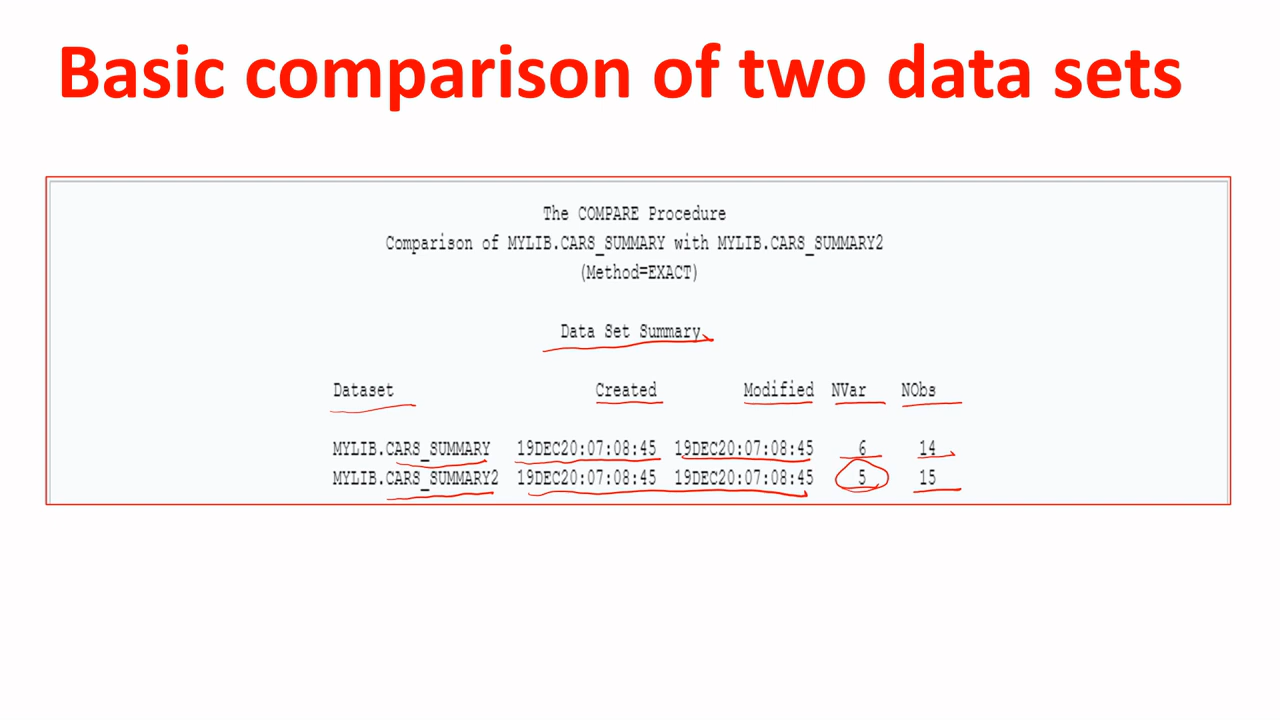 Basic comparison of two data sets
The COMPARE Procedure
Comparison of MYLIB.CARS_SUMMARY with MYLIB.CARS_SUMMARY2
(Method=EXACT)
Data Set Summary
Dataset Created Modified NVar NObs
MYLIB.CARS_SUMMARY 19DEC20:07:08:45 19DEC20:07:08:45 6 14
MYLIB.CARS_SUMMARY2 19DEC20:07:08:45 19DEC20:07:08:45 5 15